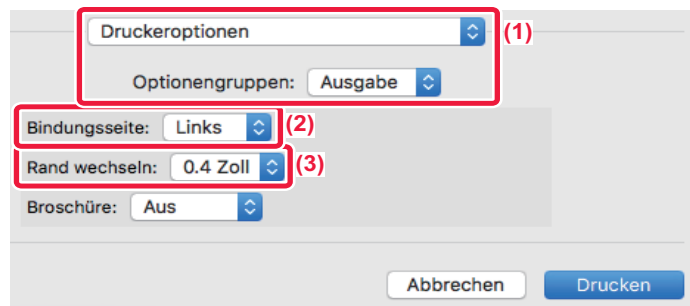 Druckeroptionen (1)
Optionengruppen: Ausgabe
Bindungsseite: Links (2)
Rand wechseln: 0.4 Zoll (3)
Broschüre: Aus
Abbrechen Drucken